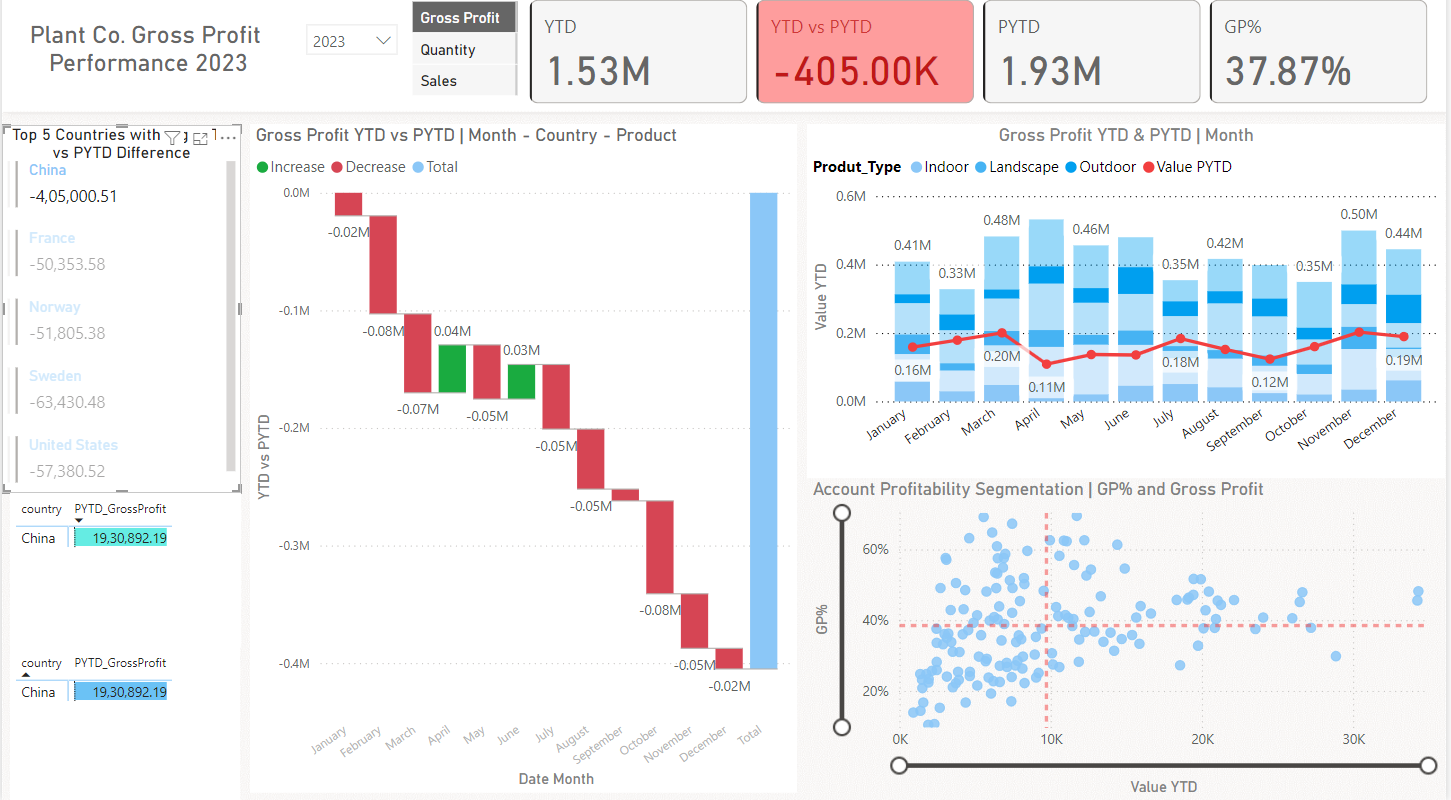 Plant Co. Gross Profit
Performance 2023
2023
Gross Profit
Quantity
Sales
YTD
1.53M
YTD vs PYTD
-405.00K
PYTD
1.93M
GP%
37.87%
Top 5 Countries with
vs PYTD Difference
China
-4,05,000.51
France
-50,353.58
Norway
-51,805.38
Sweden
-63,430.48
United States
-57,380.52
country PYTD_GrossProfit
China 19,30,892.19
country PYTD_GrossProfit
China 19,30,892.19
Gross Profit YTD vs PYTD | Month - Country - Product
Increase Decrease Total
YTD vs PYTD
0.0M
-0.1M
-0.2M
-0.3M
-0.4M
-0.02M
-0.08M
-0.07M
0.04M
-0.05M
0.03M
-0.05M
-0.05M
-0.08M
-0.05M
-0.02M
January February March April May June July August September October November December Total
Date Month
Gross Profit YTD & PYTD | Month
Produt_Type Indoor Landscape Outdoor Value PYTD
Value YTD
0.6M
0.4M
0.2M
0.0M
0.41M 0.33M 0.48M 0.46M 0.35M 0.42M 0.35M 0.50M 0.44M
0.16M 0.20M 0.11M 0.18M 0.12M 0.19M
January February March April May June July August September October November December
Account Profitability Segmentation | GP% and Gross Profit
GP%
60%
40%
20%
0K 10K 20K 30K
Value YTD